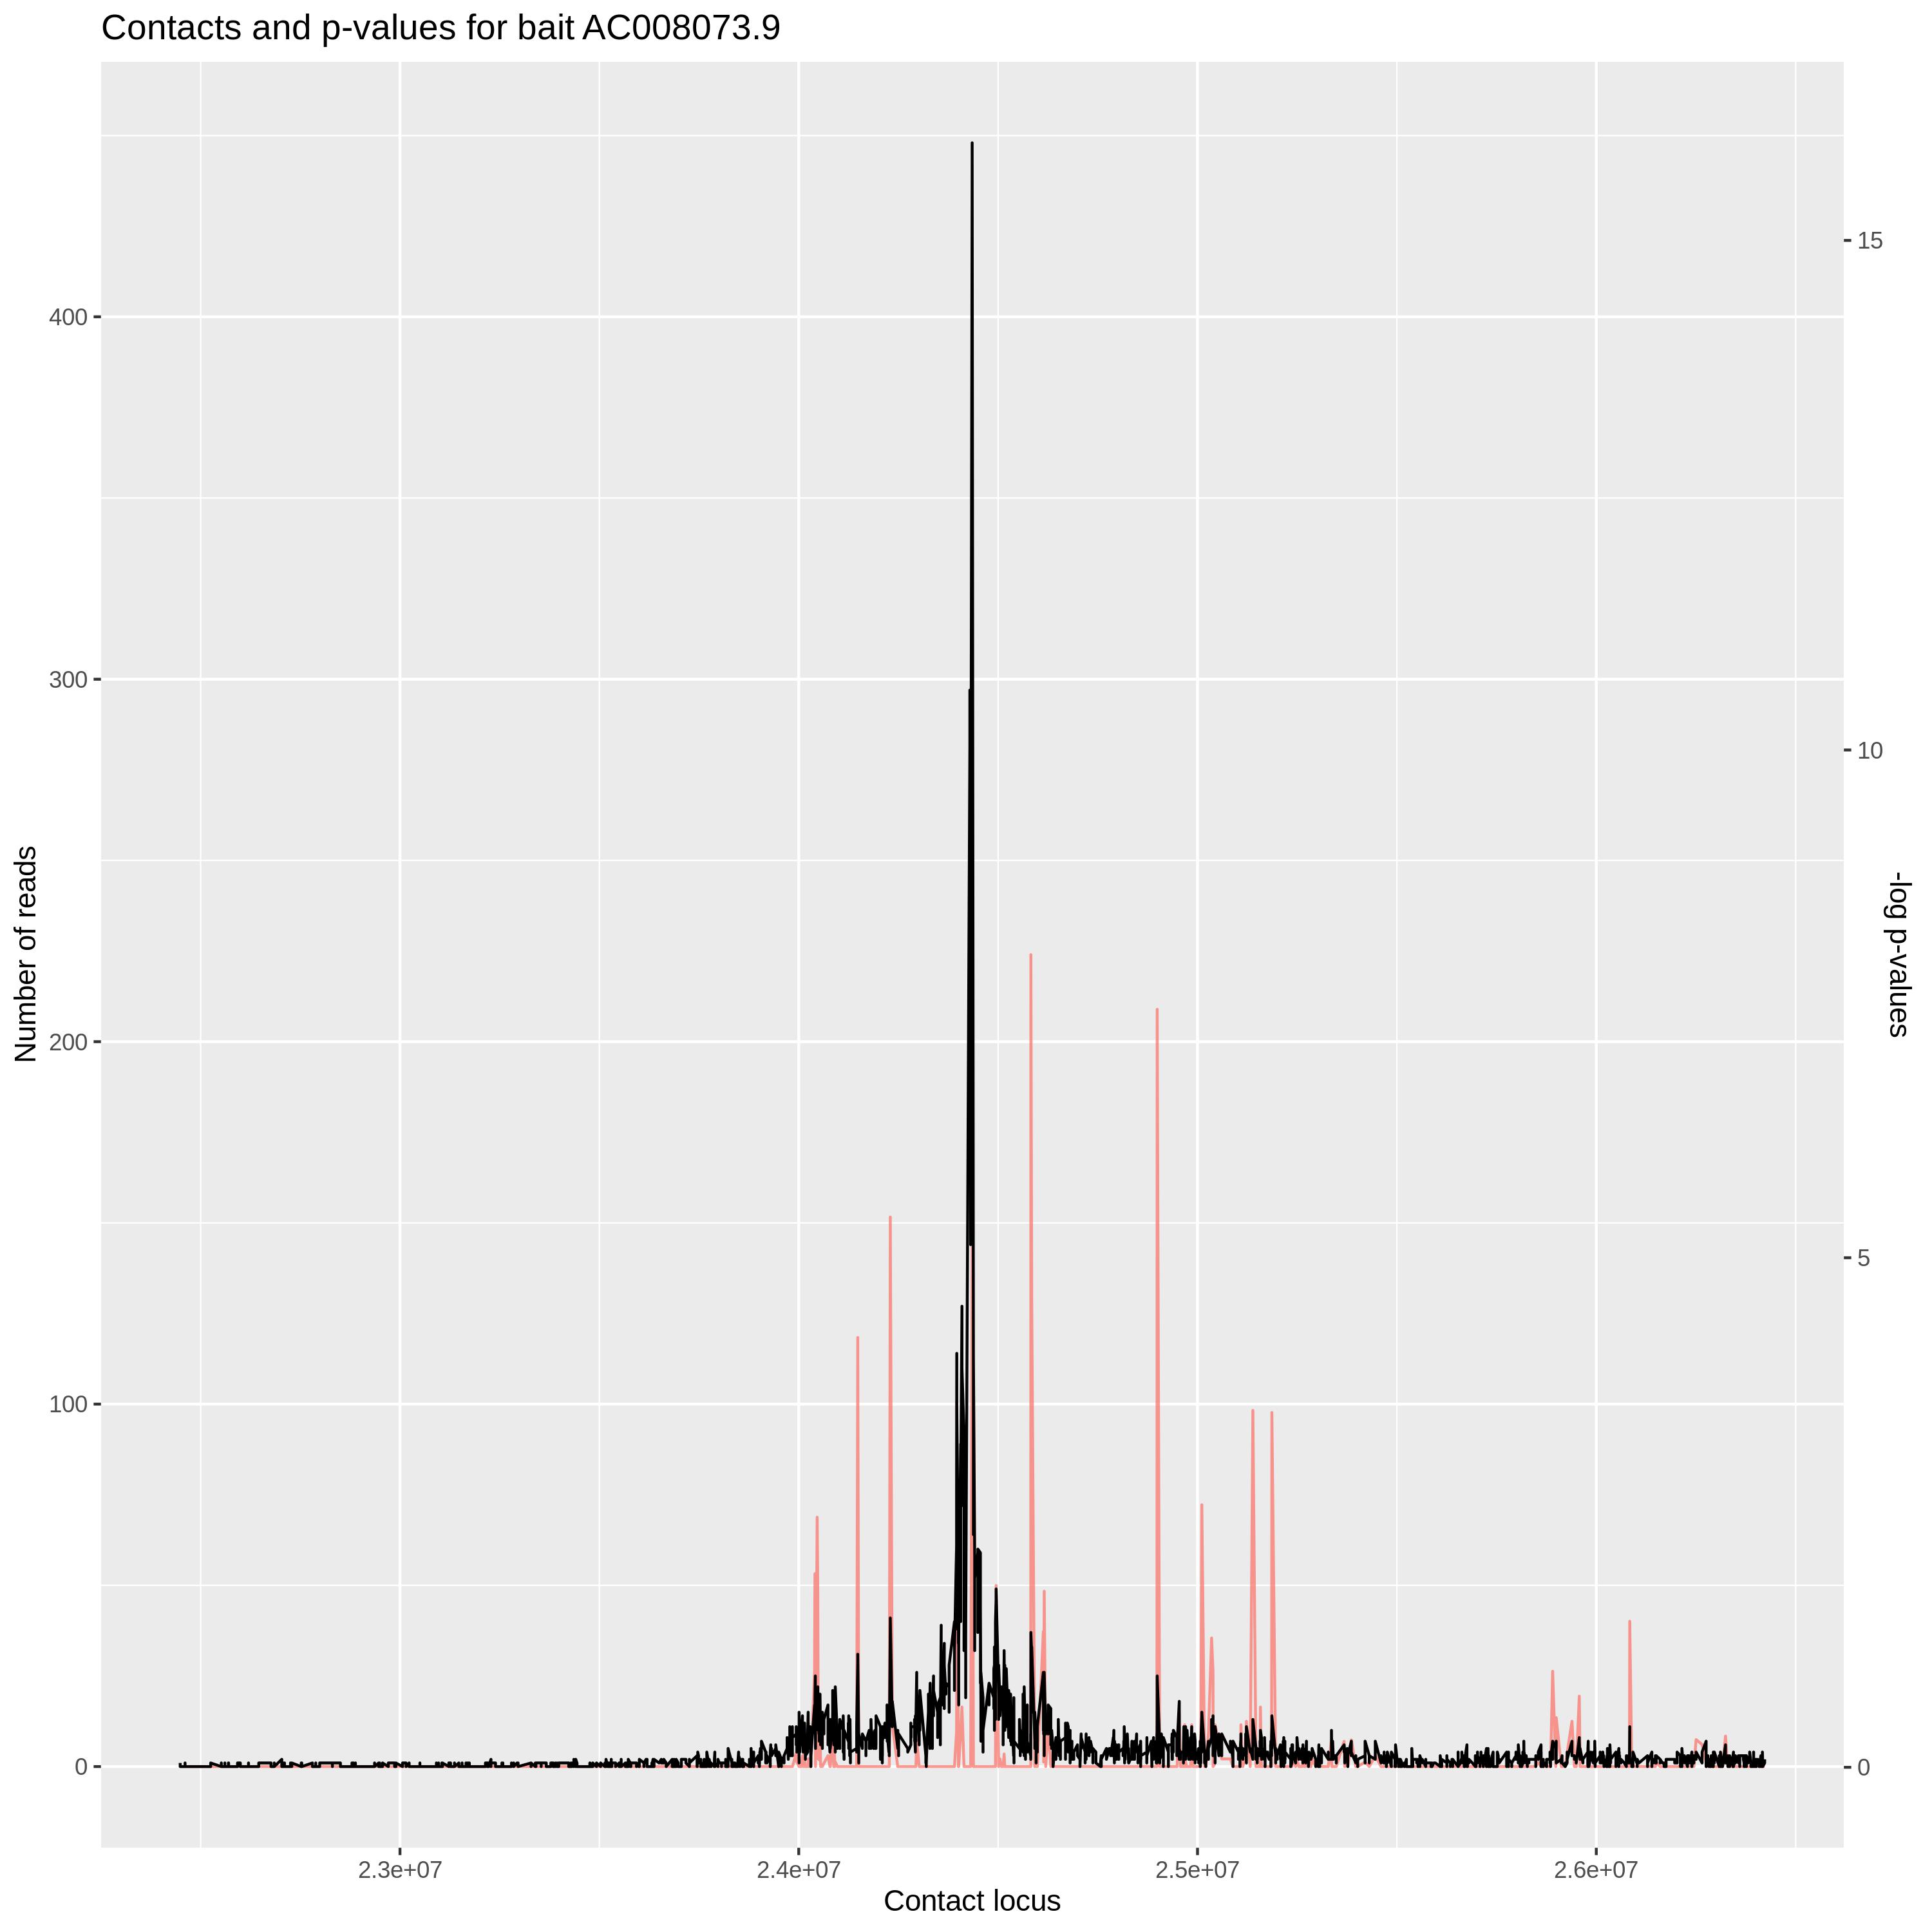 Contacts and p-values for bait AC008073.9
400
300
200
100
0
Number of reads
15
10
5
0
-log p-values
2.3e+07
2.4e+07
2.5e+07
2.6e+07
Contact locus